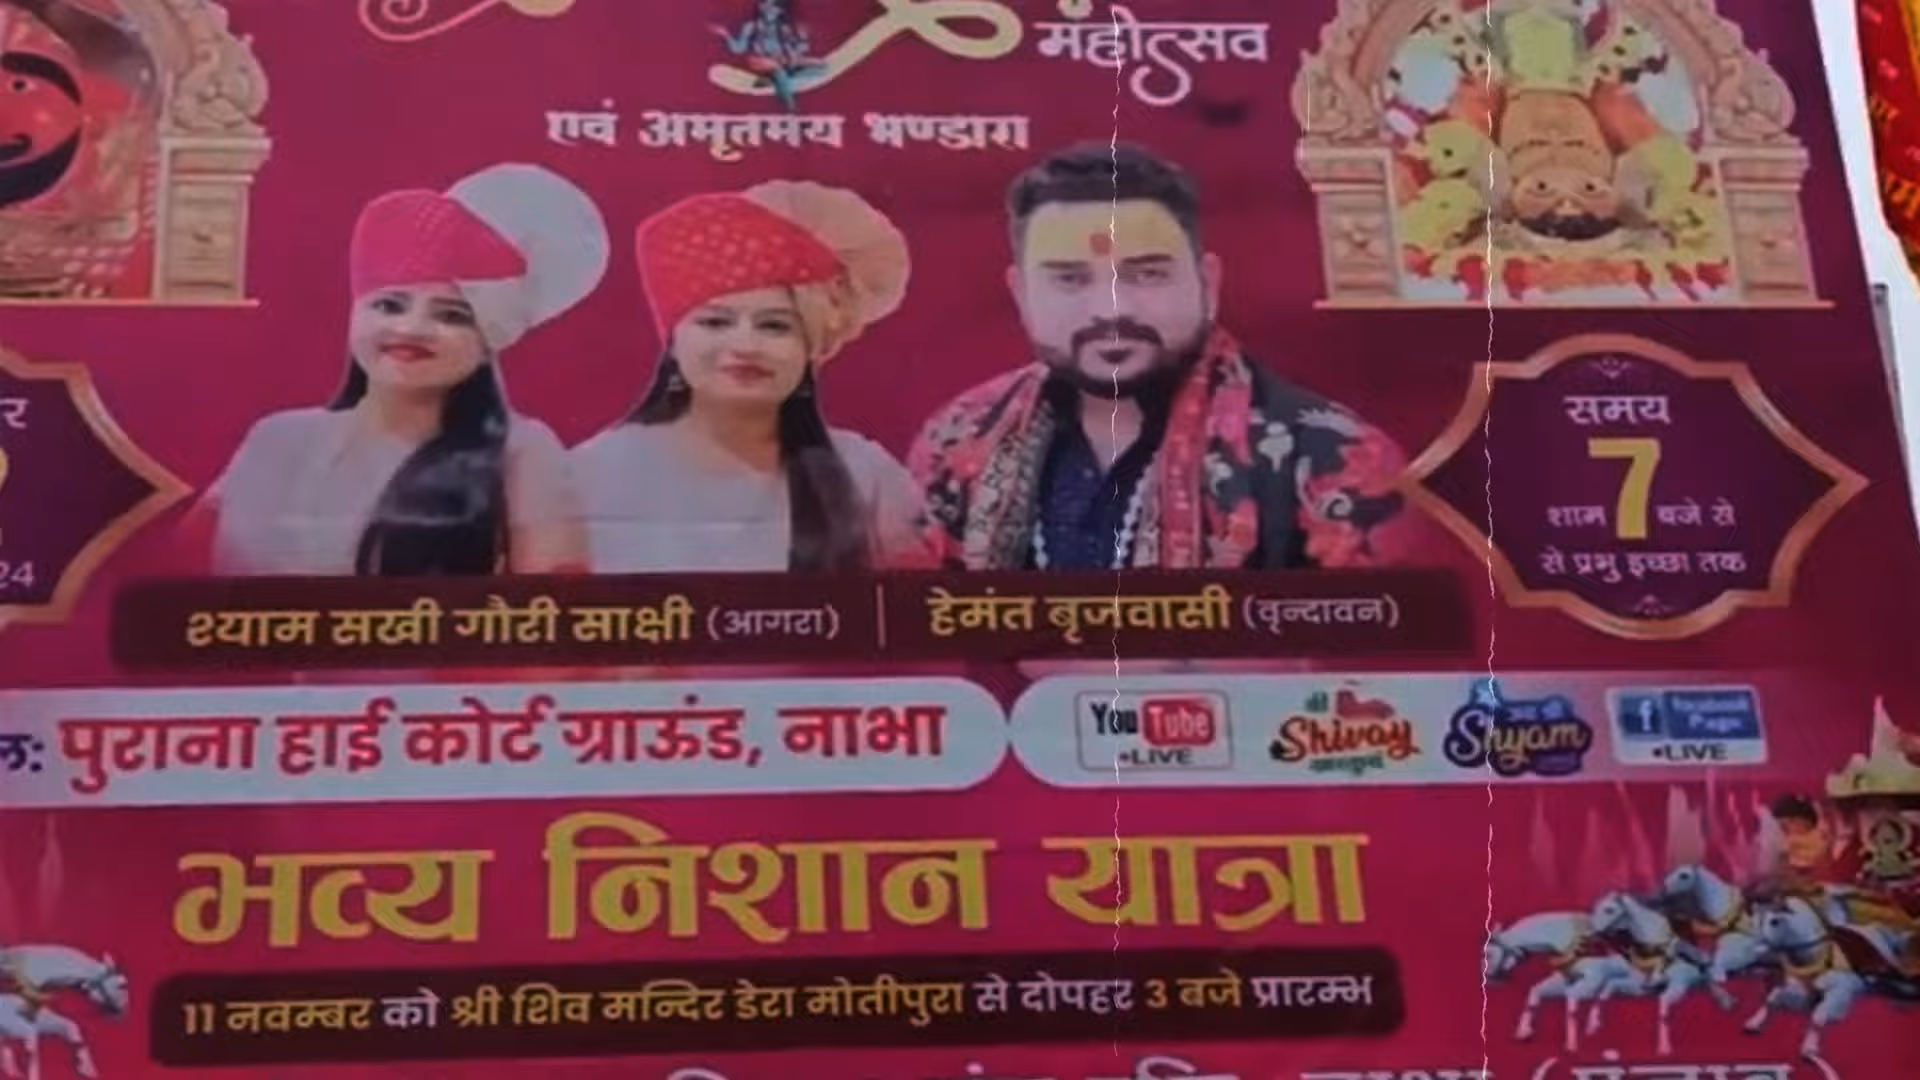 महोत्सव
एवं अमृतमय भण्डारा
समय
7
शाम बजे से
से प्रभु इच्छा तक
24
श्याम सखी गौरी साक्षी (आगरा)
हेमंत बृजवासी (वृन्दावन)
पुराना हाई कोर्ट ग्राऊंड, नाभा
YouTube
•LIVE
Shivay
Shyam
facebook
Page
•LIVE
भव्य निशान यात्रा
11 नवम्बर को श्री शिव मन्दिर डेरा मोतीपुरा से दोपहर 3 बजे प्रारम्भ